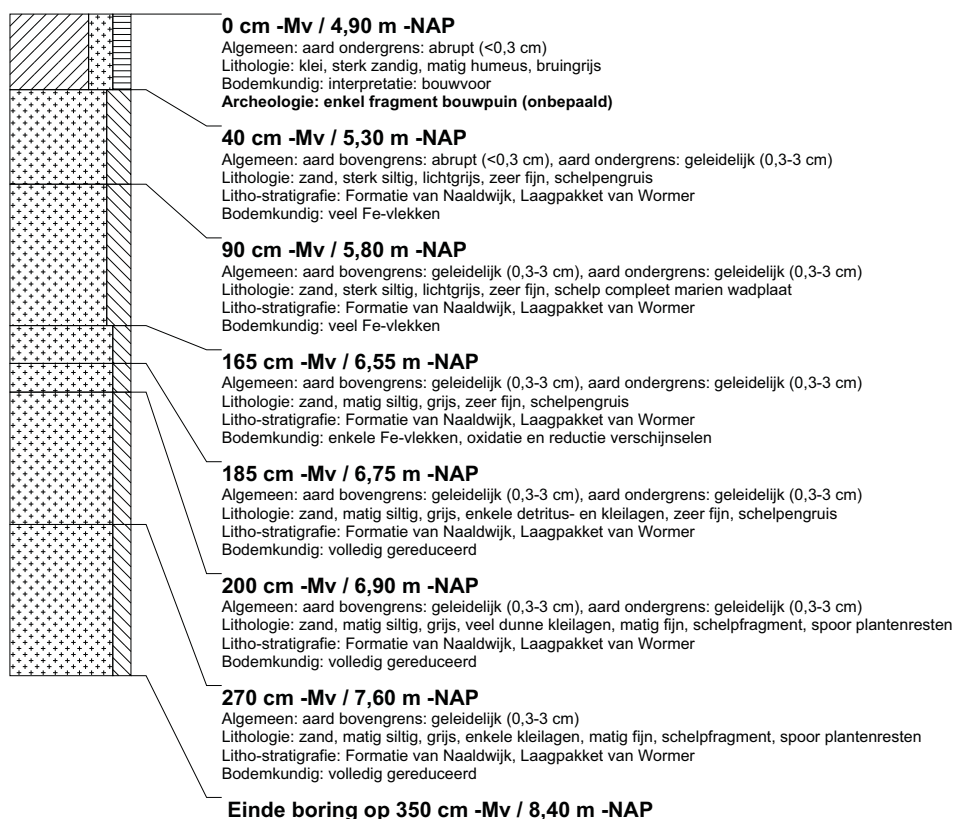 0 cm -Mv / 4,90 m -NAP
Algemeen: aard ondergrens: abrupt (<0,3 cm)
Lithologie: klei, sterk zandig, matig humeus, bruingrijs
Bodemkundig: interpretatie: bouwvoor
Archeologie: enkel fragment bouwpuin (onbepaald)
40 cm -Mv / 5,30 m -NAP
Algemeen: aard bovengrens: abrupt (<0,3 cm), aard ondergrens: geleidelijk (0,3-3 cm)
Lithologie: zand, sterk siltig, lichtgrijs, zeer fijn, schelpengruis
Litho-stratigrafie: Formatie van Naaldwijk, Laagpakket van Wormer
Bodemkundig: veel Fe-vlekken
90 cm -Mv / 5,80 m -NAP
Algemeen: aard bovengrens: geleidelijk (0,3-3 cm), aard ondergrens: geleidelijk (0,3-3 cm)
Lithologie: zand, sterk siltig, lichtgrijs, zeer fijn, schelp compleet marien wadplaat
Litho-stratigrafie: Formatie van Naaldwijk, Laagpakket van Wormer
Bodemkundig: veel Fe-vlekken
165 cm -Mv / 6,55 m -NAP
Algemeen: aard bovengrens: geleidelijk (0,3-3 cm), aard ondergrens: geleidelijk (0,3-3 cm)
Lithologie: zand, matig siltig, grijs, zeer fijn, schelpengruis
Litho-stratigrafie: Formatie van Naaldwijk, Laagpakket van Wormer
Bodemkundig: enkele Fe-vlekken, oxidatie en reductie verschijnselen
185 cm -Mv / 6,75 m -NAP
Algemeen: aard bovengrens: geleidelijk (0,3-3 cm), aard ondergrens: geleidelijk (0,3-3 cm)
Lithologie: zand, matig siltig, grijs, enkele detritus- en kleilagen, zeer fijn, schelpengruis
Litho-stratigrafie: Formatie van Naaldwijk, Laagpakket van Wormer
Bodemkundig: volledig gereduceerd
200 cm -Mv / 6,90 m -NAP
Algemeen: aard bovengrens: geleidelijk (0,3-3 cm), aard ondergrens: geleidelijk (0,3-3 cm)
Lithologie: zand, matig siltig, grijs, veel dunne kleilagen, matig fijn, schelpfragment, spoor plantenresten
Litho-stratigrafie: Formatie van Naaldwijk, Laagpakket van Wormer
Bodemkundig: volledig gereduceerd
270 cm -Mv / 7,60 m -NAP
Algemeen: aard bovengrens: geleidelijk (0,3-3 cm)
Lithologie: zand, matig siltig, grijs, enkele kleilagen, matig fijn, schelpfragment, spoor plantenresten
Litho-stratigrafie: Formatie van Naaldwijk, Laagpakket van Wormer
Bodemkundig: volledig gereduceerd
Einde boring op 350 cm -Mv / 8,40 m -NAP